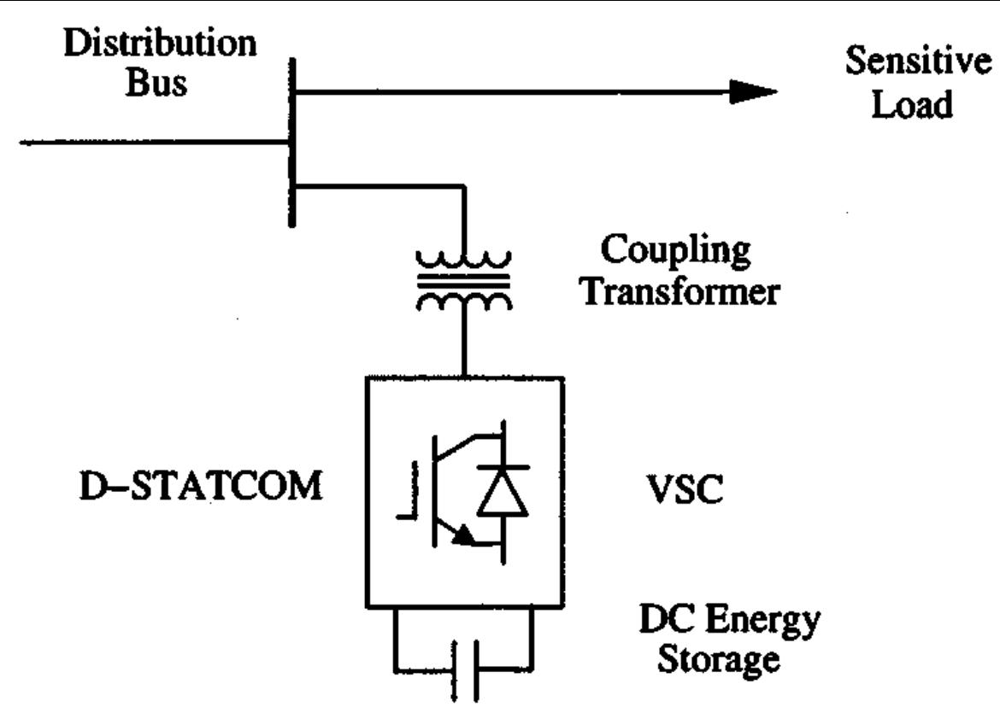 Distribution
Bus
Sensitive
Load
Coupling
Transformer
D-STATCOM
VSC
DC Energy
Storage